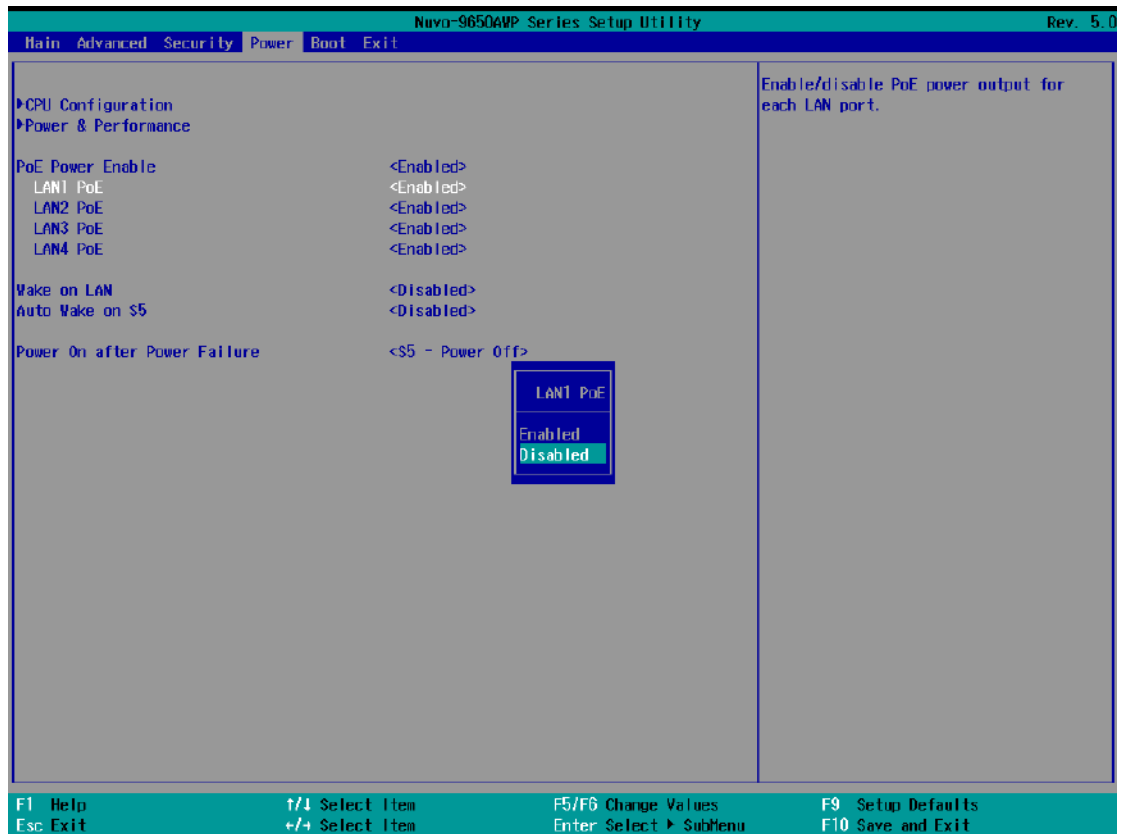 Nuvo-9650AWP Series Setup Utility Rev. 5.0
Main Advanced Security Power Boot Exit
Enable/disable PoE power output for
each LAN port.
▶CPU Configuration
▶Power & Performance
PoE Power Enable <Enabled>
LAN1 PoE <Enabled>
LAN2 PoE <Enabled>
LAN3 PoE <Enabled>
LAN4 PoE <Enabled>
Wake on LAN <Disabled>
Auto Wake on S5 <Disabled>
Power On after Power Failure <S5 - Power Off>
LAN1 PoE
Enabled
Disabled
F1 Help ↑/↓ Select Item F5/F6 Change Values F9 Setup Defaults
Esc Exit ←/→ Select Item Enter Select ▶ SubMenu F10 Save and Exit